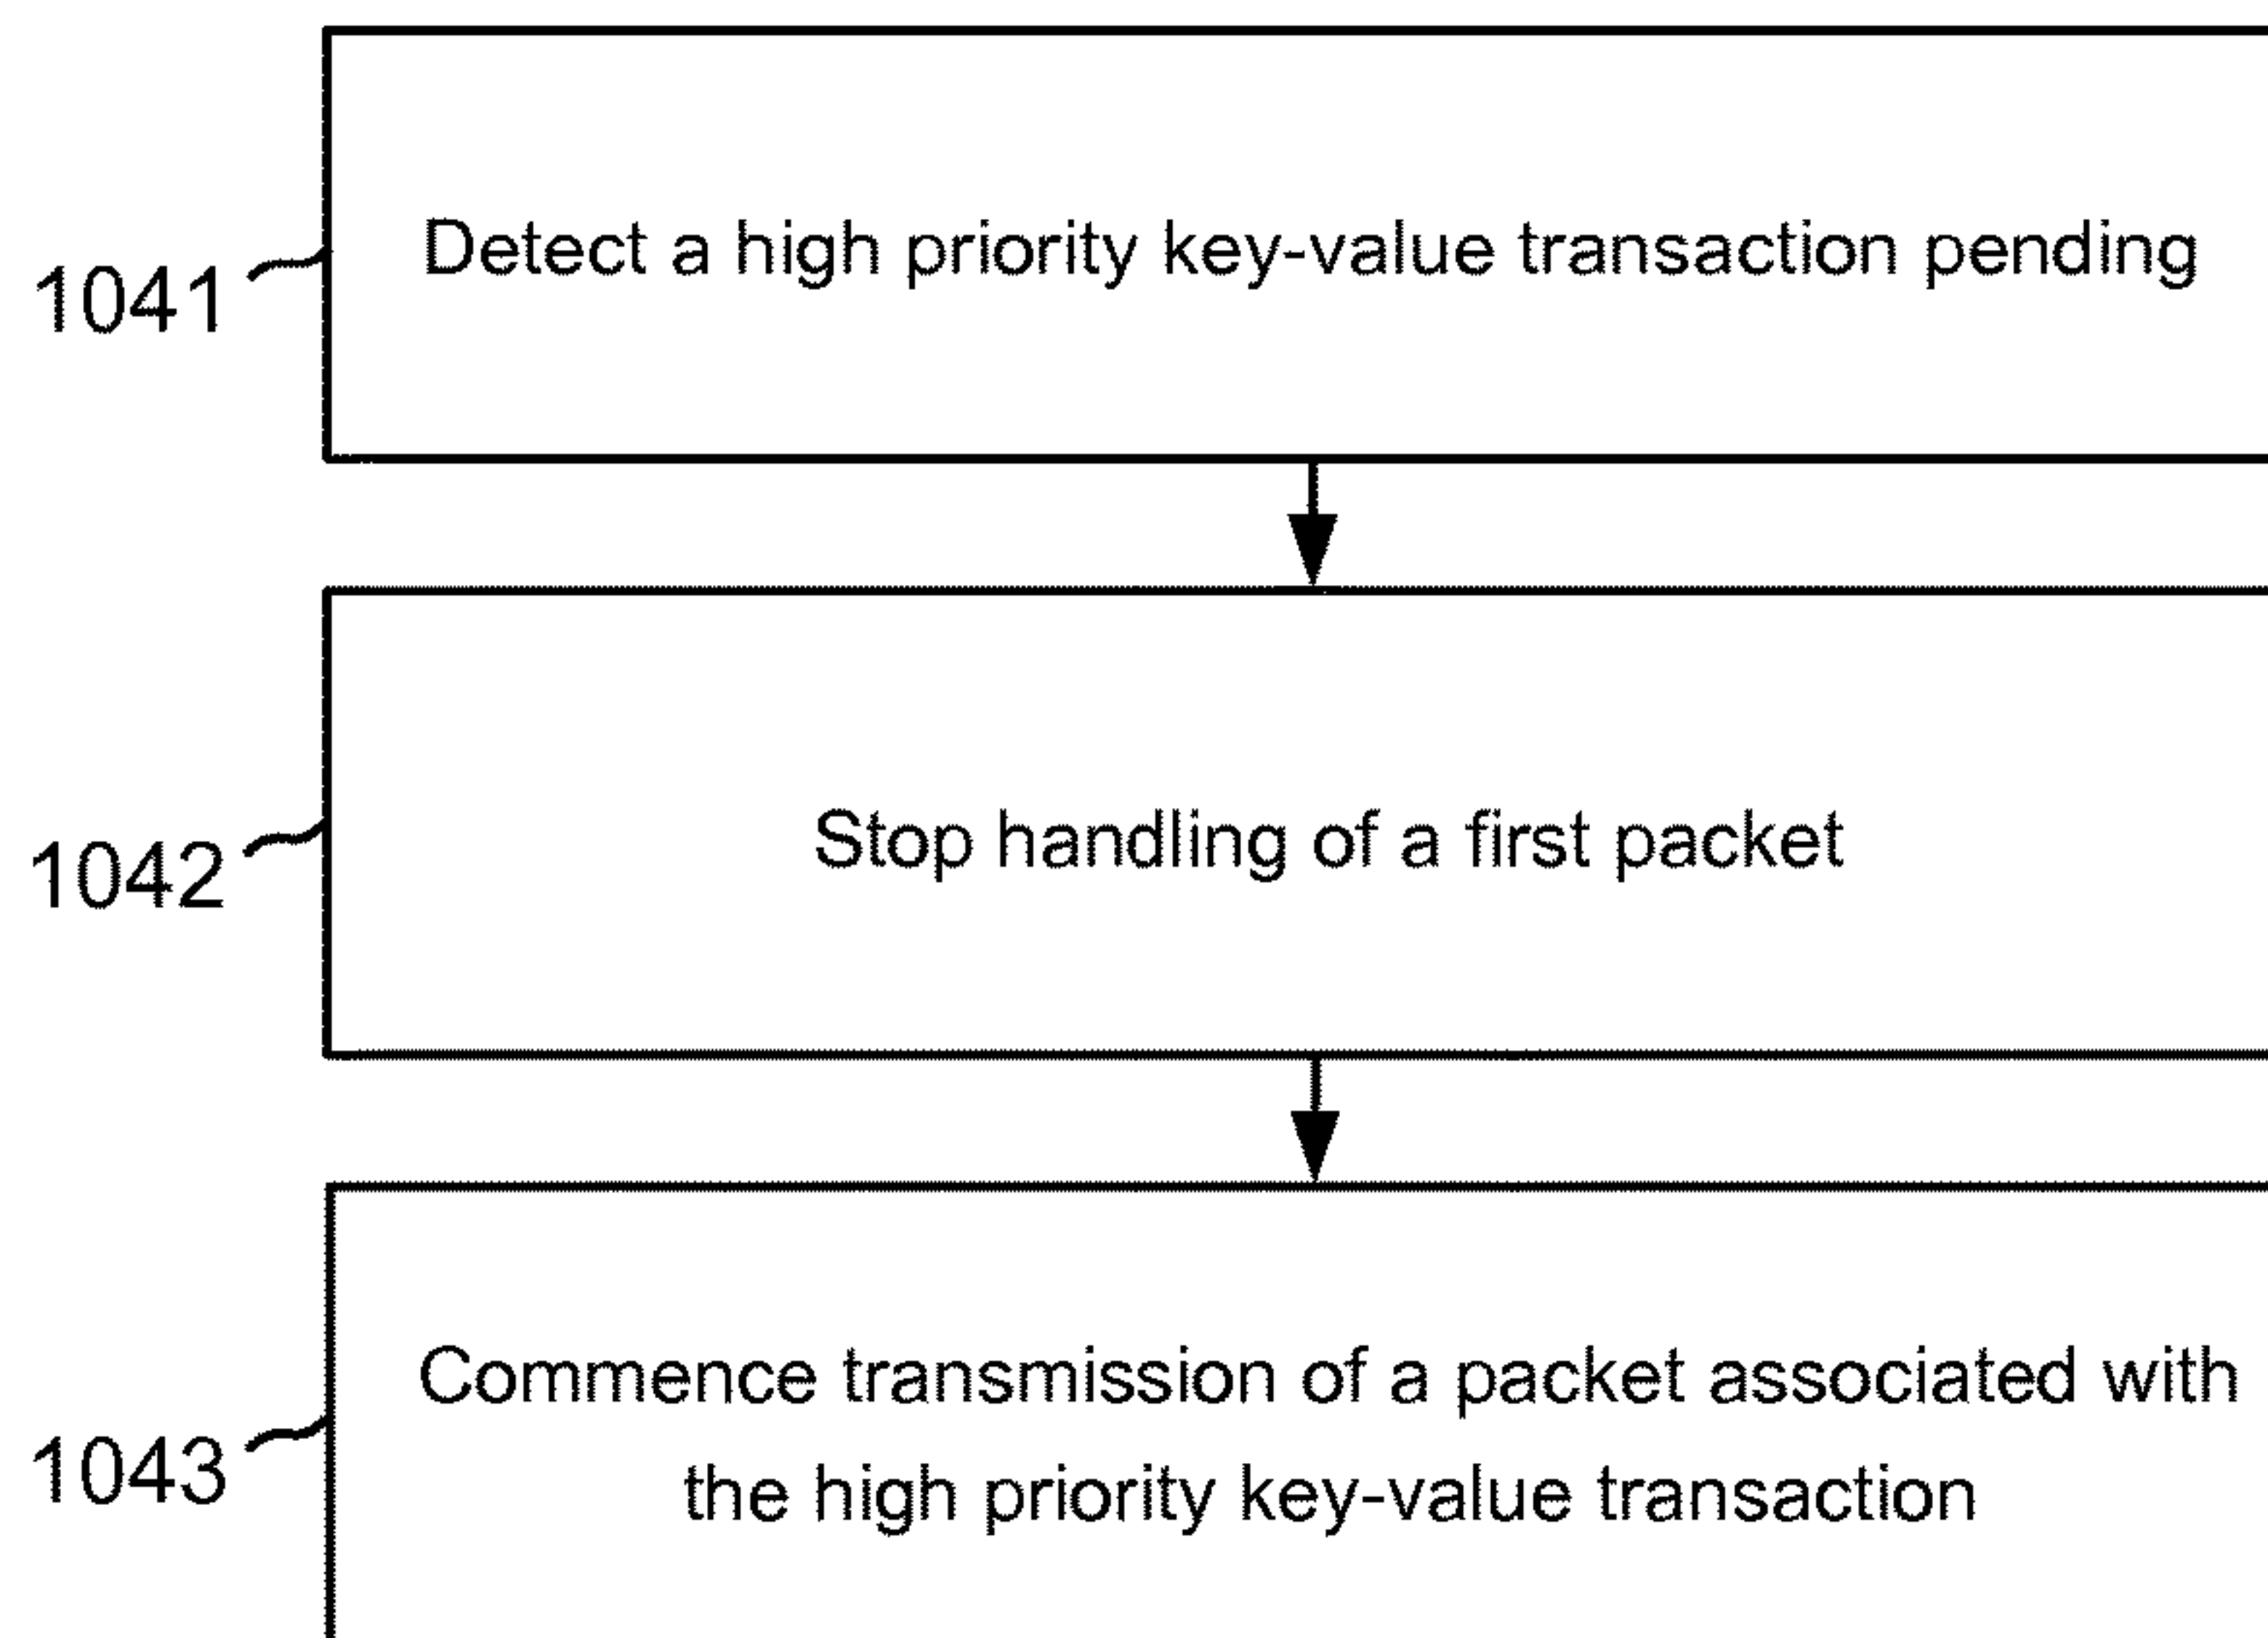 Detect a high priority key-value transaction pending
1041
Stop handling of a first packet
1042
Commence transmission of a packet associated with
the high priority key-value transaction
1043